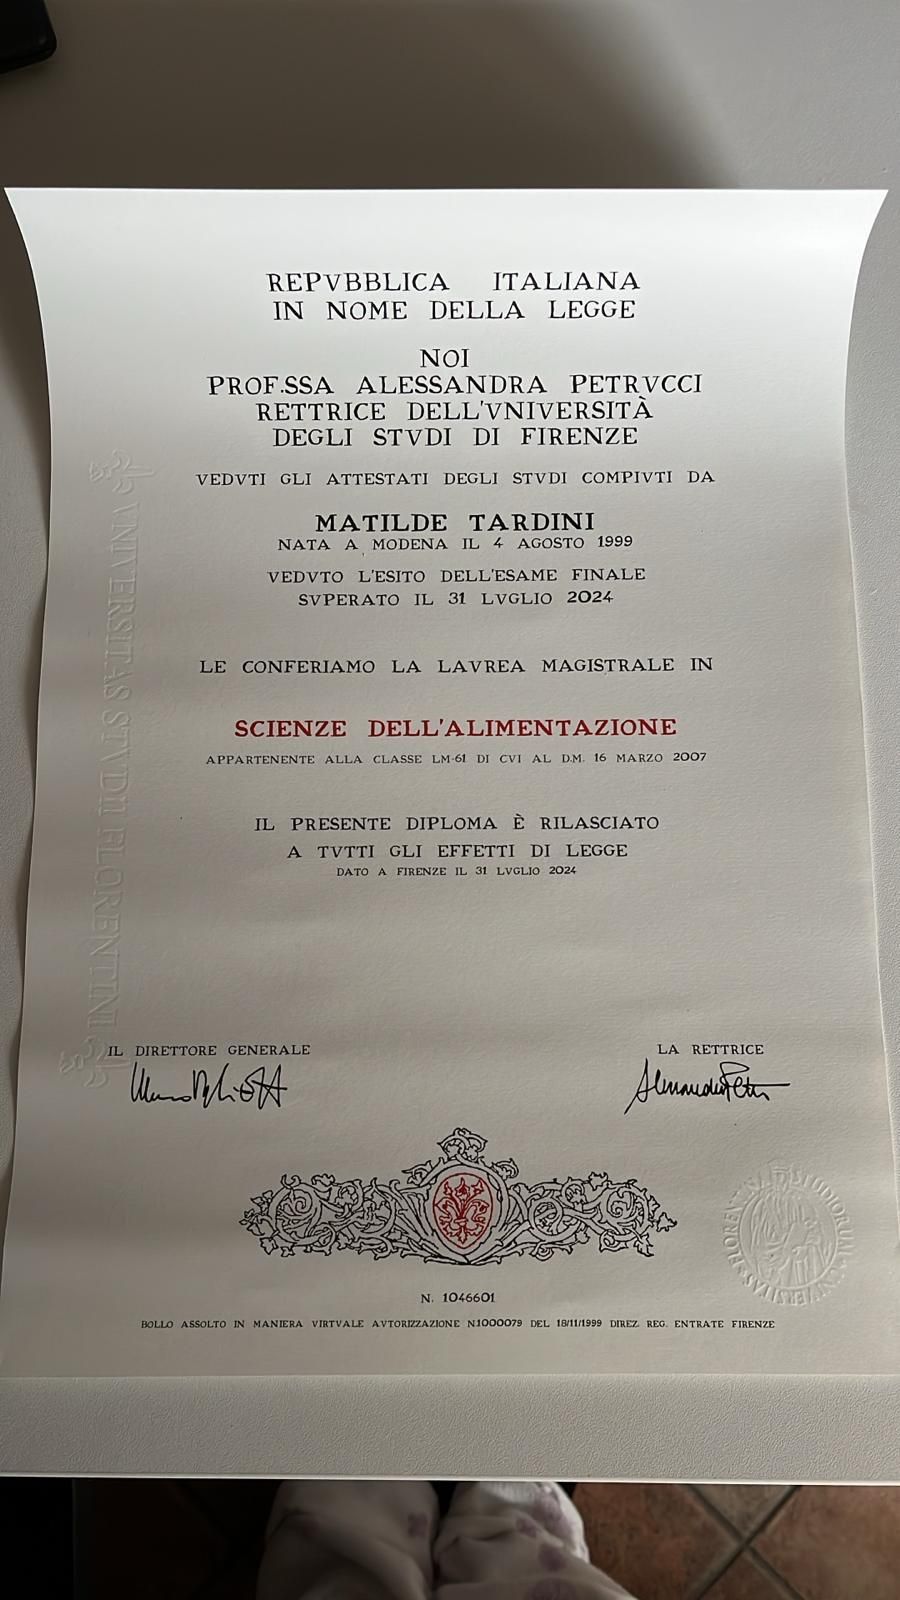 REPVBBLICA ITALIANA
IN NOME DELLA LEGGE
NOI
PROF.SSA ALESSANDRA PETRVCCI
RETTRICE DELL'VNIVERSITÀ
DEGLI STVDI DI FIRENZE
VEDVTI GLI ATTESTATI DEGLI STVDI COMPIVTI DA
MATILDE TARDINI
NATA A MODENA IL 4 AGOSTO 1999
VEDVTO L'ESITO DELL'ESAME FINALE
SVPERATO IL 31 LVGLIO 2024
LE CONFERIAMO LA LAVREA MAGISTRALE IN
SCIENZE DELL'ALIMENTAZIONE
APPARTENENTE ALLA CLASSE LM-61 DI CVI AL D.M. 16 MARZO 2007
IL PRESENTE DIPLOMA È RILASCIATO
A TVTTI GLI EFFETTI DI LEGGE
DATO A FIRENZE IL 31 LVGLIO 2024
VNIVERSITAS STVDII FLORENTINI
IL DIRETTORE GENERALE
LA RETTRICE
N. 1046601
BOLLO ASSOLTO IN MANIERA VIRTVALE AVTORIZZAZIONE N.1000079 DEL 18/11/1999 DIREZ. REG. ENTRATE FIRENZE